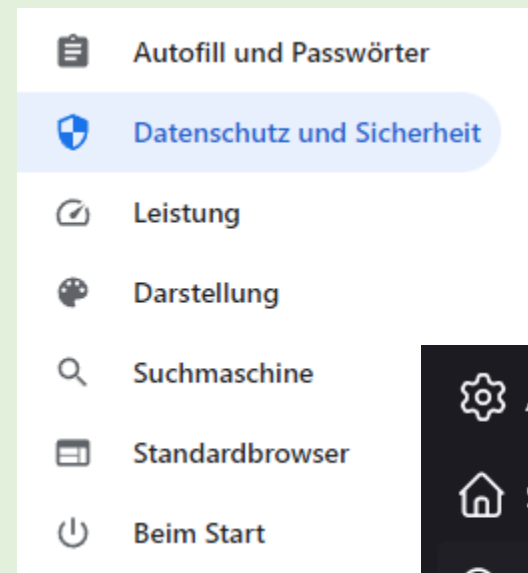 Autofill und Passwörter
Datenschutz und Sicherheit
Leistung
Darstellung
Suchmaschine
Standardbrowser
Beim Start